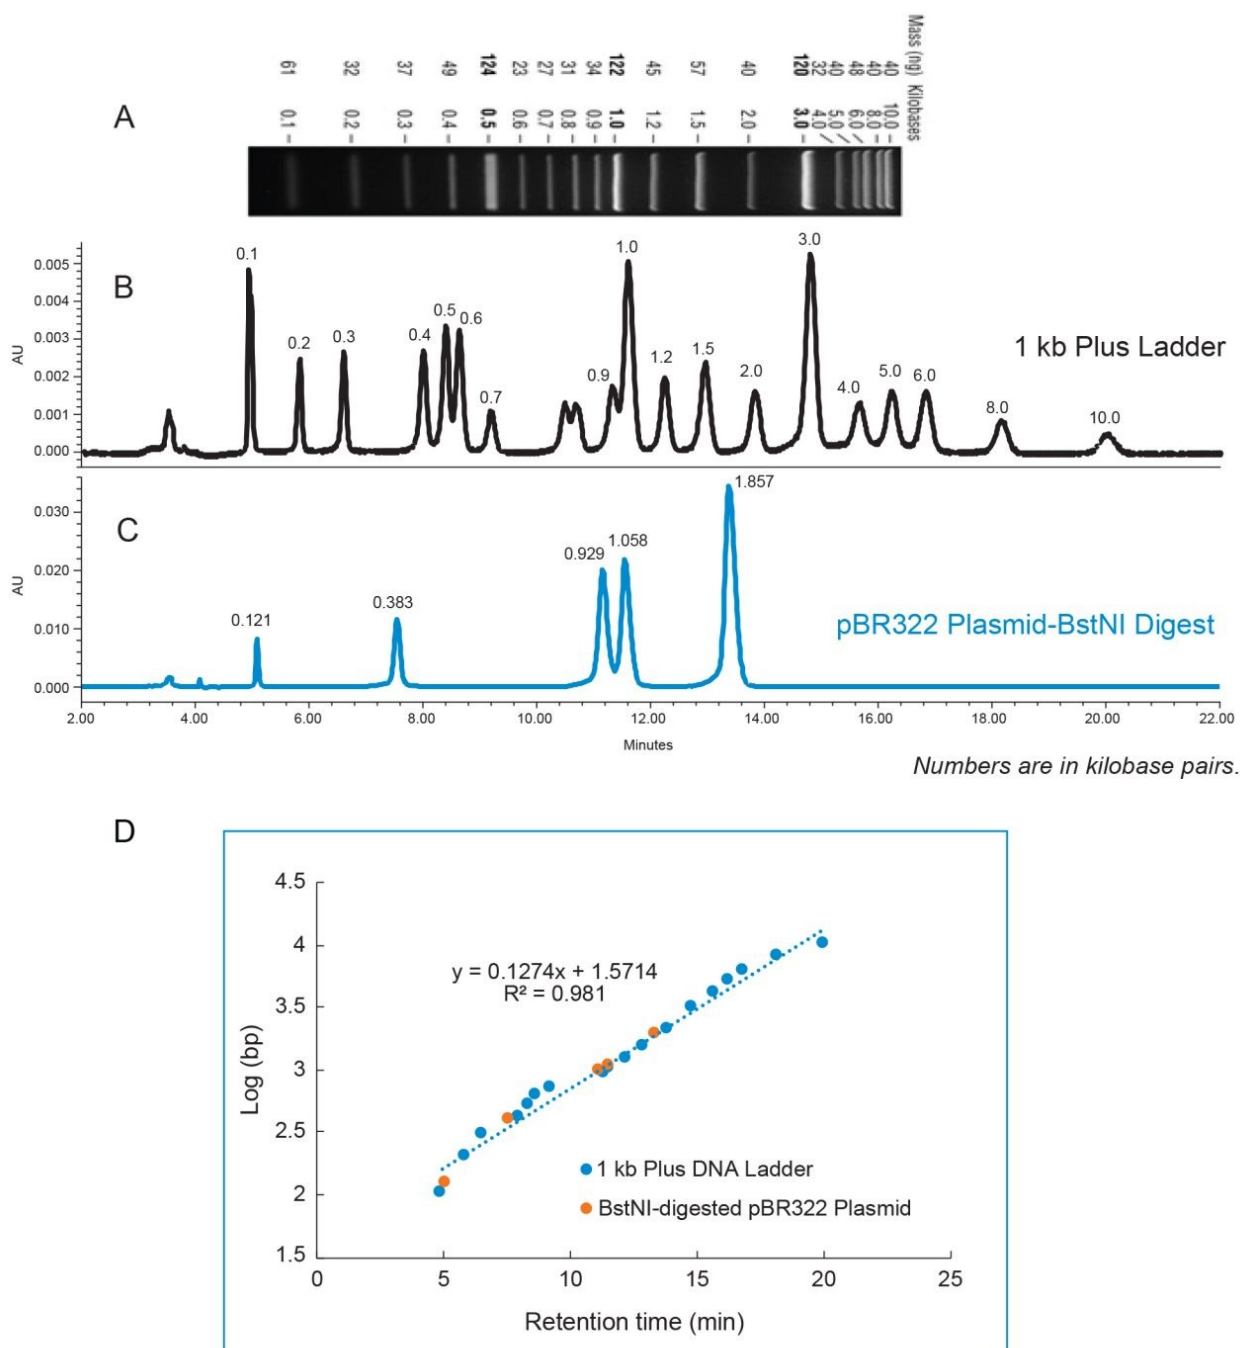 Mass (ng) 61 32 37 49 124 23 27 31 34 122 45 57 40 120 32 40 48 40 40
Kilobases 0.1 – 0.2 – 0.3 – 0.4 – 0.5 – 0.6 – 0.7 – 0.8 – 0.9 – 1.0 – 1.2 – 1.5 – 2.0 – 3.0 – 4.0 / 5.0 / 6.0 / 8.0 – 10.0 –
A
B
AU
0.005
0.004
0.003
0.002
0.001
0.000
0.1 0.2 0.3 0.4 0.5 0.6 0.7 0.9 1.0 1.2 1.5 2.0 3.0 4.0 5.0 6.0 8.0 10.0
1 kb Plus Ladder
C
AU
0.030
0.020
0.010
0.000
0.121 0.383 0.929 1.058 1.857
pBR322 Plasmid-BstNI Digest
2.00 4.00 6.00 8.00 10.00 12.00 14.00 16.00 18.00 20.00 22.00
Minutes
Numbers are in kilobase pairs.
D
4.5
4
3.5
3
2.5
2
1.5
Log (bp)
y = 0.1274x + 1.5714
R² = 0.981
1 kb Plus DNA Ladder
BstNI-digested pBR322 Plasmid
0 5 10 15 20 25
Retention time (min)